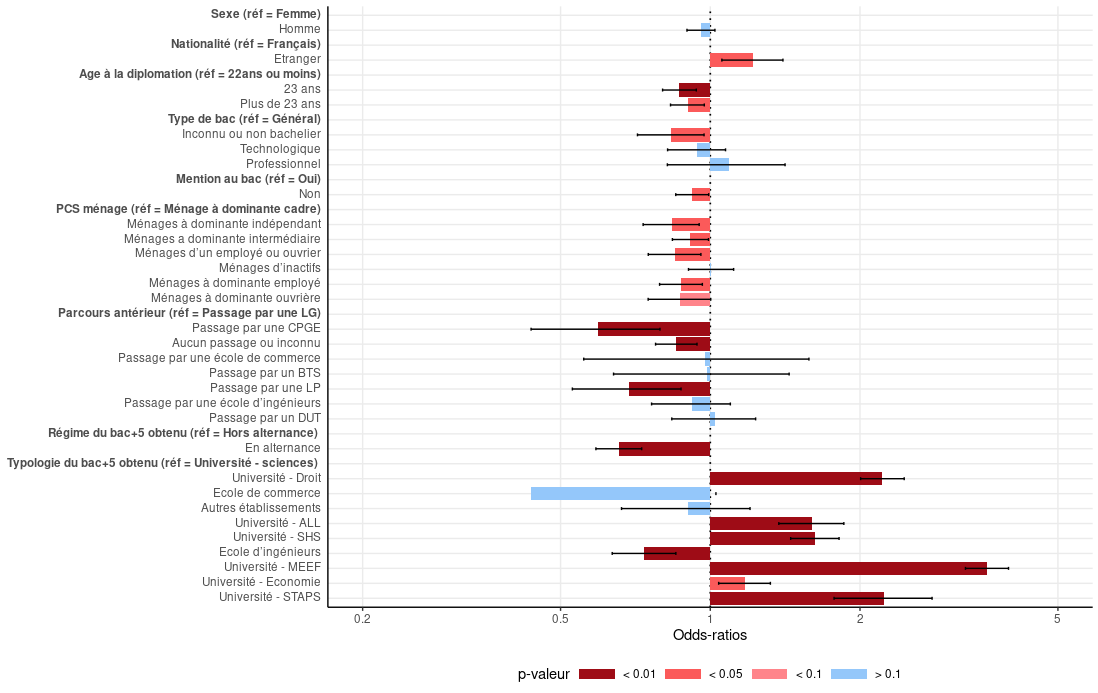 Sexe (réf = Femme)
Homme
Nationalité (réf = Français)
Etranger
Age à la diplomation (réf = 22ans ou moins)
23 ans
Plus de 23 ans
Type de bac (réf = Général)
Inconnu ou non bachelier
Technologique
Professionnel
Mention au bac (réf = Oui)
Non
PCS ménage (réf = Ménage à dominante cadre)
Ménages à dominante indépendant
Ménages a dominante intermédiaire
Ménages d'un employé ou ouvrier
Ménages d'inactifs
Ménages à dominante employé
Ménages à dominante ouvrière
Parcours antérieur (réf = Passage par une LG)
Passage par une CPGE
Aucun passage ou inconnu
Passage par une école de commerce
Passage par un BTS
Passage par une LP
Passage par une école d'ingénieurs
Passage par un DUT
Régime du bac+5 obtenu (réf = Hors alternance)
En alternance
Typologie du bac+5 obtenu (réf = Université - sciences)
Université - Droit
Ecole de commerce
Autres établissements
Université - ALL
Université - SHS
Ecole d'ingénieurs
Université - MEEF
Université - Economie
Université - STAPS
0.2 0.5 1 2 5
Odds-ratios
p-valeur < 0.01 < 0.05 < 0.1 > 0.1